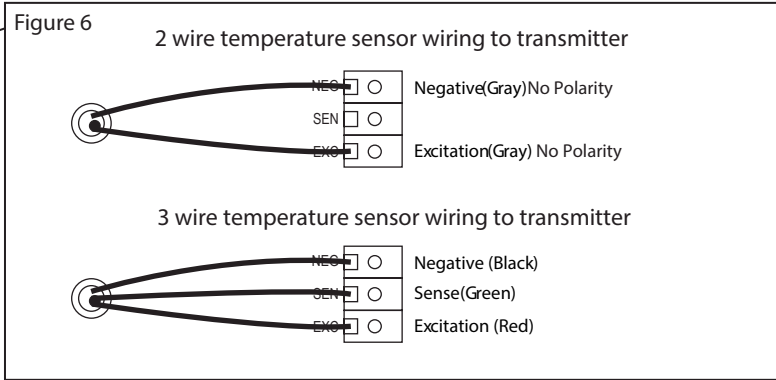 Figure 6
2 wire temperature sensor wiring to transmitter
NEG Negative(Gray)No Polarity
SEN
EXC Excitation(Gray) No Polarity
3 wire temperature sensor wiring to transmitter
NEG Negative (Black)
SEN Sense(Green)
EXC Excitation (Red)